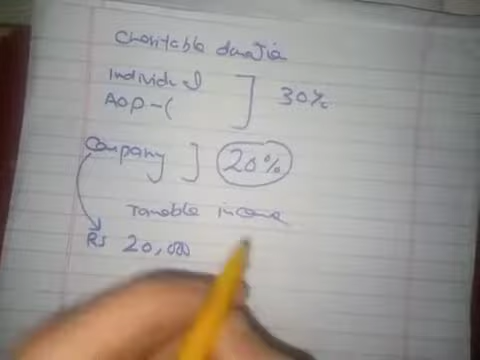 Charitable donation
Individual
AOP-(
30%
Company
20%
Taxable income
Rs 20,000